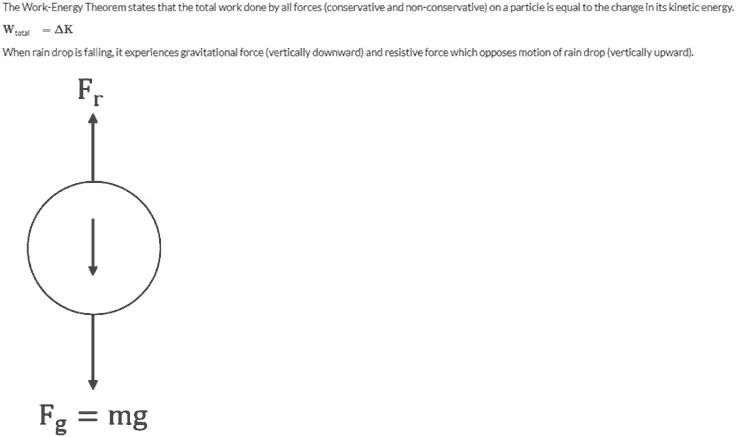 The Work-Energy Theorem states that the total work done by all forces (conservative and non-conservative) on a particle is equal to the change in its kinetic energy.
W_total = ΔK
When rain drop is falling, it experiences gravitational force (vertically downward) and resistive force which opposes motion of rain drop (vertically upward).
F_r
F_g = mg